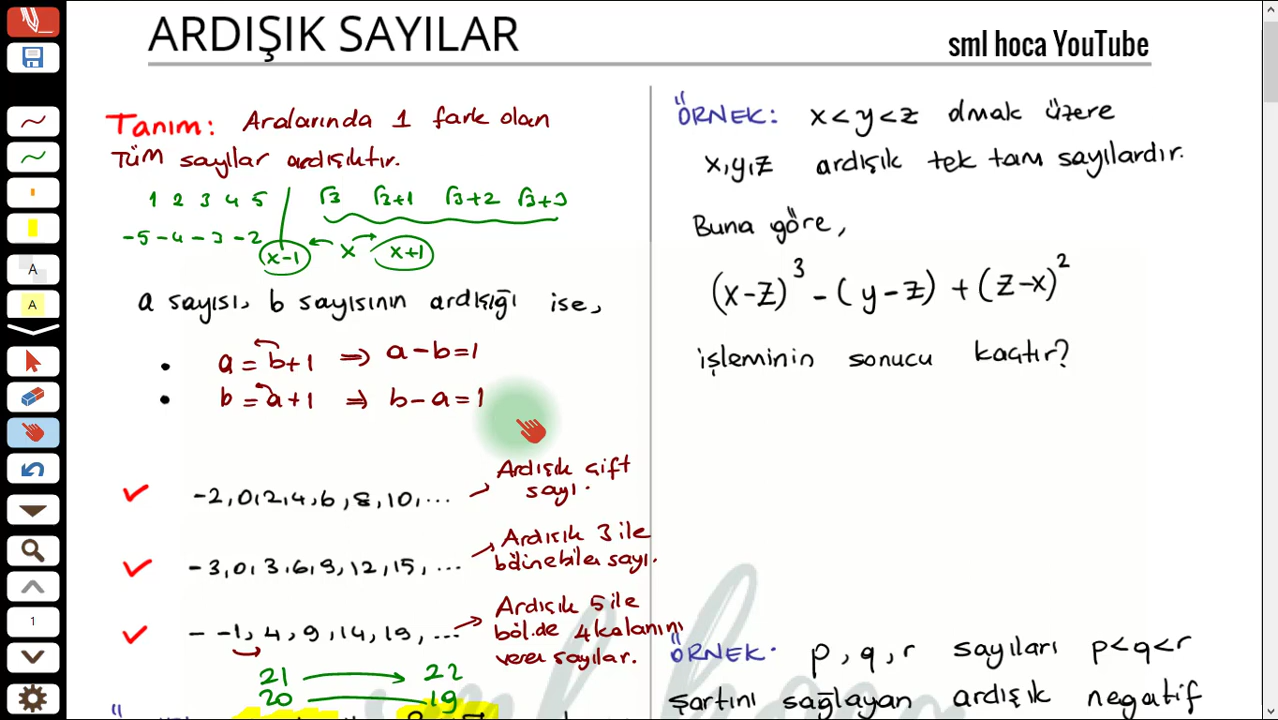 ARDIŞIK SAYILAR
sml hoca YouTube
Tanım: Aralarında 1 fark olan
Tüm sayılar ardışıktır.
1 2 3 4 5 √3 √3+1 √3+2 √3+3
-5 -4 -3 -2 x-1 x x+1
a sayısı, b sayısının ardışığı ise,
• a = b+1 ⇒ a-b=1
• b = a+1 ⇒ b-a=1
-2,0,2,4,6,8,10,... Ardışık çift
sayı.
-3,0,3,6,9,12,15,... Ardışık 3 ile
bölünebilen sayı.
- -1,4,9,14,19,... Ardışık 5 ile
böl.de 4 kalanını
veren sayılar.
21 → 22
20 19
ÖRNEK: x<y<z olmak üzere
x,y,z ardışık tek tam sayılardır.
Buna göre,
(x-z)³ - (y-z) + (z-x)²
işleminin sonucu kaçtır?
ÖRNEK: p, q, r sayıları p<q<r
şartını sağlayan ardışık negatif
A
A
1